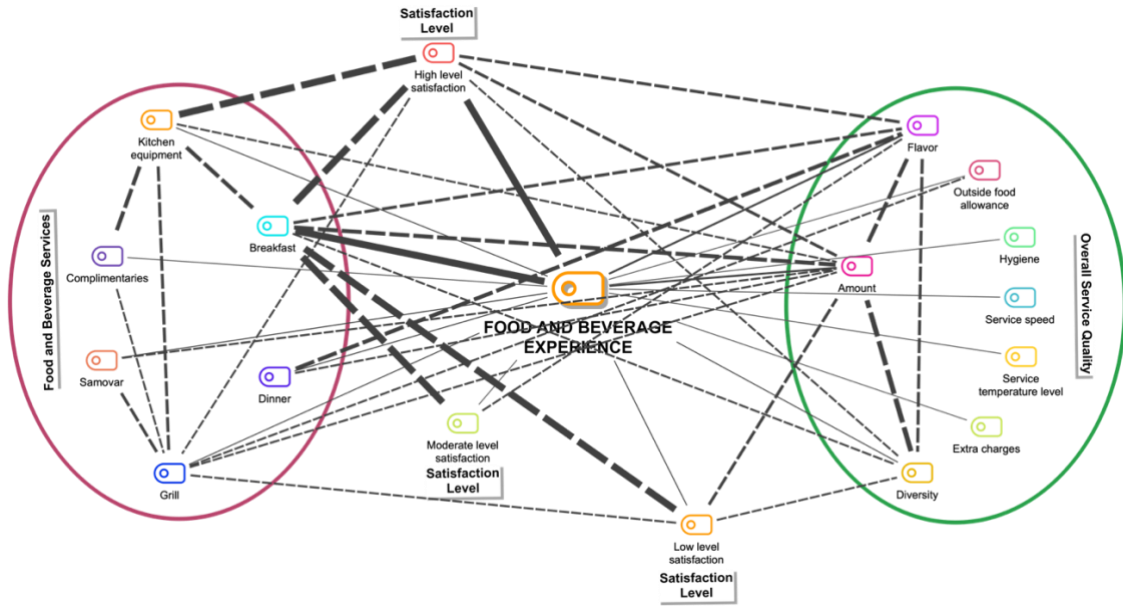 Satisfaction
Level
High level
satisfaction
Kitchen
equipment
Flavor
Outside food
allowance
Breakfast
Hygiene
Complimentaries
Amount
Service speed
FOOD AND BEVERAGE
EXPERIENCE
Food and Beverage Services
Overall Service Quality
Samovar
Dinner
Service
temperature level
Moderate level
satisfaction
Satisfaction
Level
Extra charges
Grill
Diversity
Low level
satisfaction
Satisfaction
Level